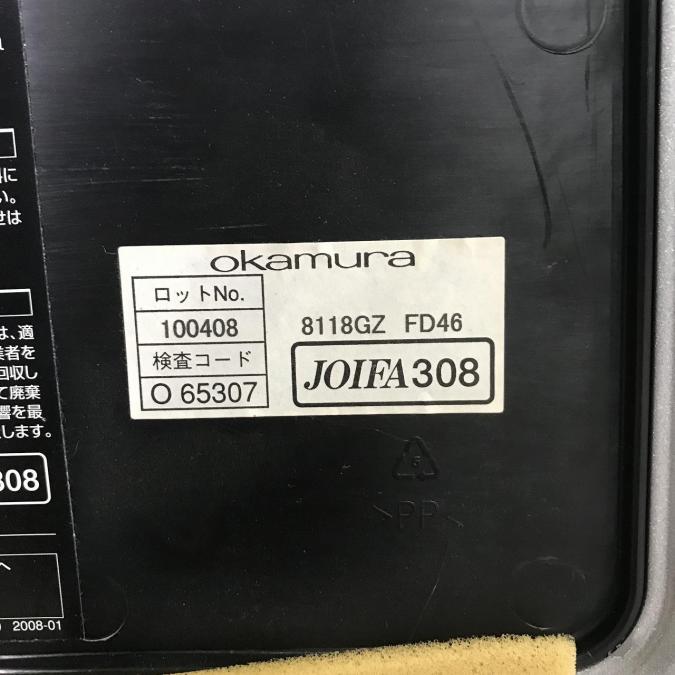 okamura
ロットNo.
100408
検査コード
O 65307
8118GZ FD46
JOIFA308
>PP<
に
い。
せは
は、適
業者を
回収し
て廃棄
響を最
します。
308
へ
2008-01